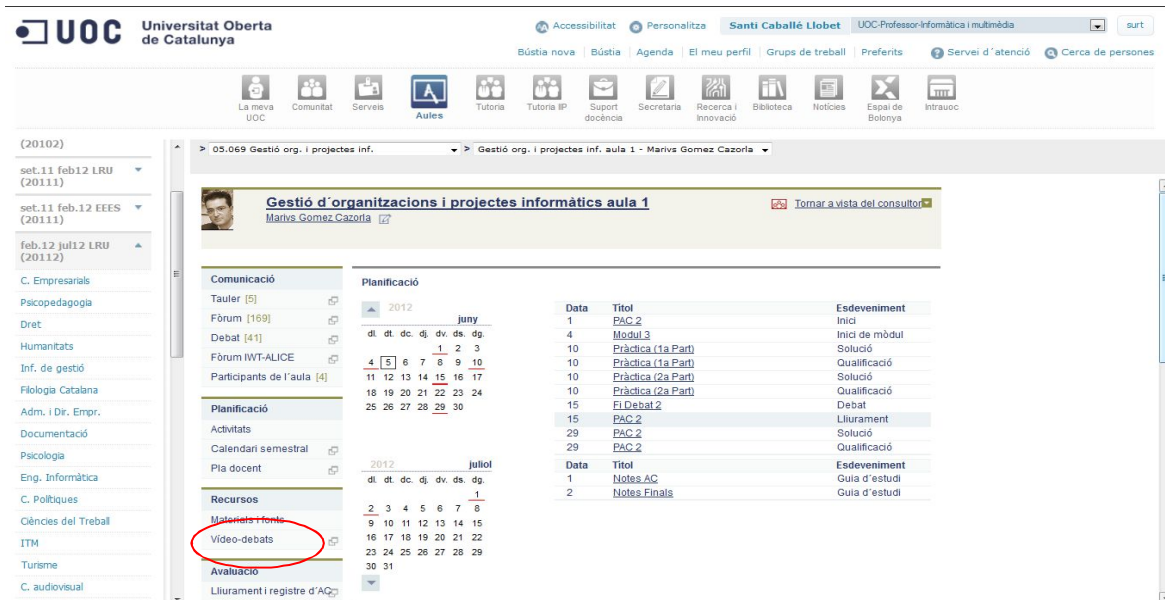 UOC Universitat Oberta de Catalunya
Accessibilitat Personalitza Santi Caballé Llobet UOC-Professor-Informàtica i multimèdia surt
Bústia nova Bústia Agenda El meu perfil Grups de treball Preferits Servei d´atenció Cerca de persones
La meva UOC Comunitat Serveis Aules Tutoria Tutoria IP Suport docència Secretaria Recerca i Innovació Biblioteca Notícies Espai de Bolonya Intrauoc
(20102)
set.11 feb12 LRU (20111)
set.11 feb.12 EEES (20111)
feb.12 jul12 LRU (20112)
C. Empresarials
Psicopedagogia
Dret
Humanitats
Inf. de gestió
Filologia Catalana
Adm. i Dir. Empr.
Documentació
Psicologia
Eng. Informàtica
C. Polítiques
Ciències del Treball
ITM
Turisme
C. audiovisual
> 05.069 Gestió org. i projectes inf. > Gestió org. i projectes inf. aula 1 - Marivs Gomez Cazorla
Gestió d´organitzacions i projectes informàtics aula 1
Marivs Gomez Cazorla
Tornar a vista del consultor
Comunicació
Tauler [5]
Fòrum [169]
Debat [41]
Fòrum IWT-ALICE
Participants de l´aula [4]
Planificació
Activitats
Calendari semestral
Pla docent
Recursos
Materials i fonts
Vídeo-debats
Avaluació
Lliurament i registre d´AC
Planificació
2012
juny
dl. dt. dc. dj. dv. ds. dg.
1 2 3
4 5 6 7 8 9 10
11 12 13 14 15 16 17
18 19 20 21 22 23 24
25 26 27 28 29 30
2012 juliol
dl. dt. dc. dj. dv. ds. dg.
1
2 3 4 5 6 7 8
9 10 11 12 13 14 15
16 17 18 19 20 21 22
23 24 25 26 27 28 29
30 31
Data Títol Esdeveniment
1 PAC 2 Inici
4 Modul 3 Inici de mòdul
10 Pràctica (1a Part) Solució
10 Pràctica (1a Part) Qualificació
10 Pràctica (2a Part) Solució
10 Pràctica (2a Part) Qualificació
15 Fi Debat 2 Debat
15 PAC 2 Lliurament
29 PAC 2 Solució
29 PAC 2 Qualificació
Data Títol Esdeveniment
1 Notes AC Guia d´estudi
2 Notes Finals Guia d´estudi